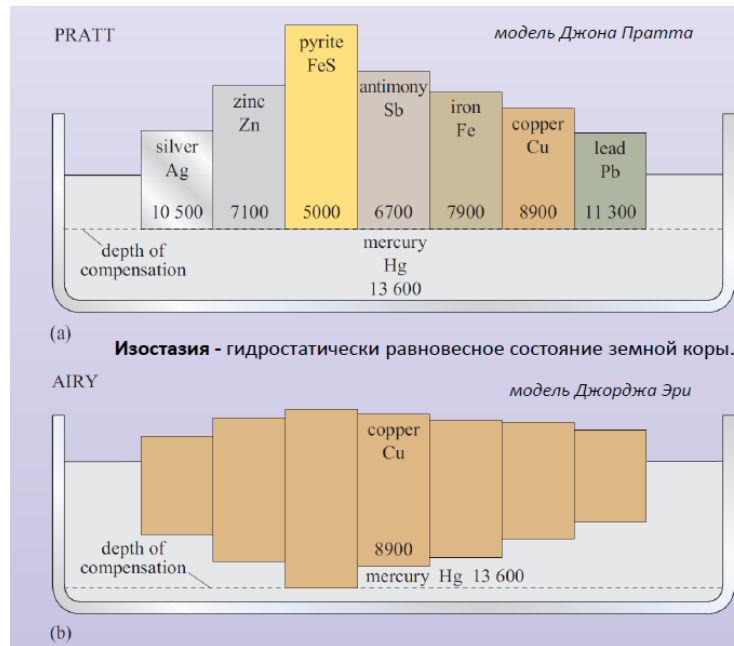 PRATT
модель Джона Пратта
pyrite
FeS
zinc
Zn
antimony
Sb
iron
Fe
copper
Cu
silver
Ag
lead
Pb
10 500
7100
5000
6700
7900
8900
11 300
depth of
compensation
mercury
Hg
13 600
(a)
Изостазия - гидростатически равновесное состояние земной коры.
AIRY
модель Джорджа Эри
copper
Cu
8900
depth of
compensation
mercury Hg 13 600
(b)